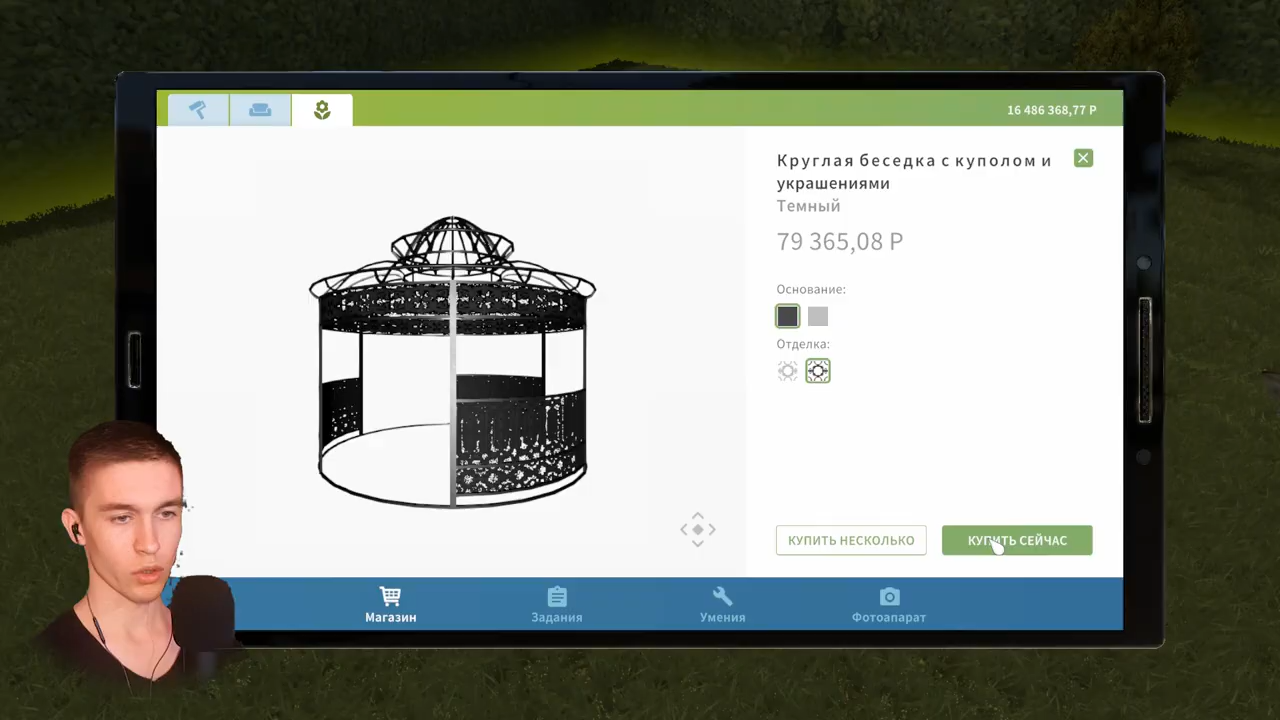 16 486 368,77 Р
Круглая беседка с куполом и
украшениями
Темный
79 365,08 Р
Основание:
Отделка:
КУПИТЬ НЕСКОЛЬКО
КУПИТЬ СЕЙЧАС
Магазин
Задания
Умения
Фотоапарат